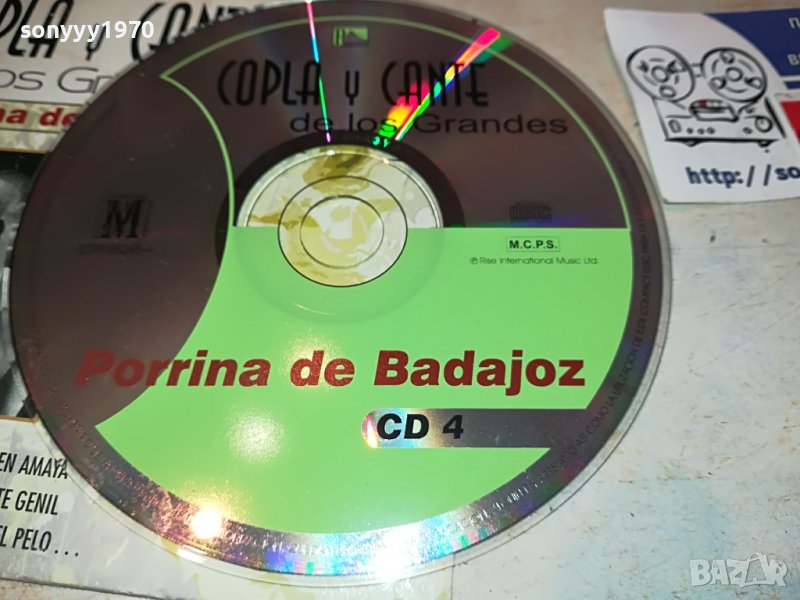 sonyyy1970
COPLA y CANTE
de los Grandes
M
M.C.P.S.
℗ Rise International Music Ltd.
Porrina de Badajoz
CD 4
EN AMAYA
TE GENIL
EL PELO . . .
http://so
BAZAR